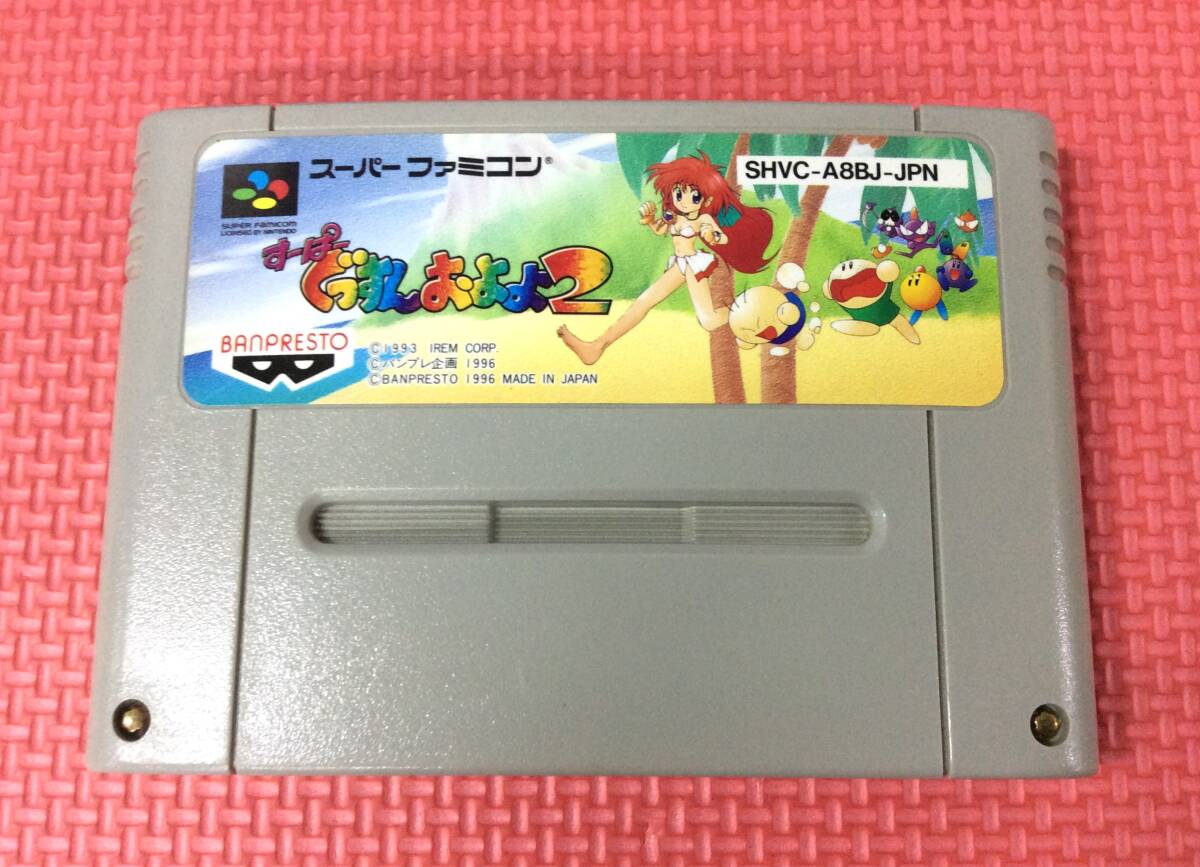 スーパーファミコン®
SHVC-A8BJ-JPN
SUPER FAMICOM
LICENSED BY NINTENDO
すーぱー
ぐっすんおよよ2
BANPRESTO
©1993 IREM CORP.
©バンプレ企画 1996
©BANPRESTO 1996 MADE IN JAPAN